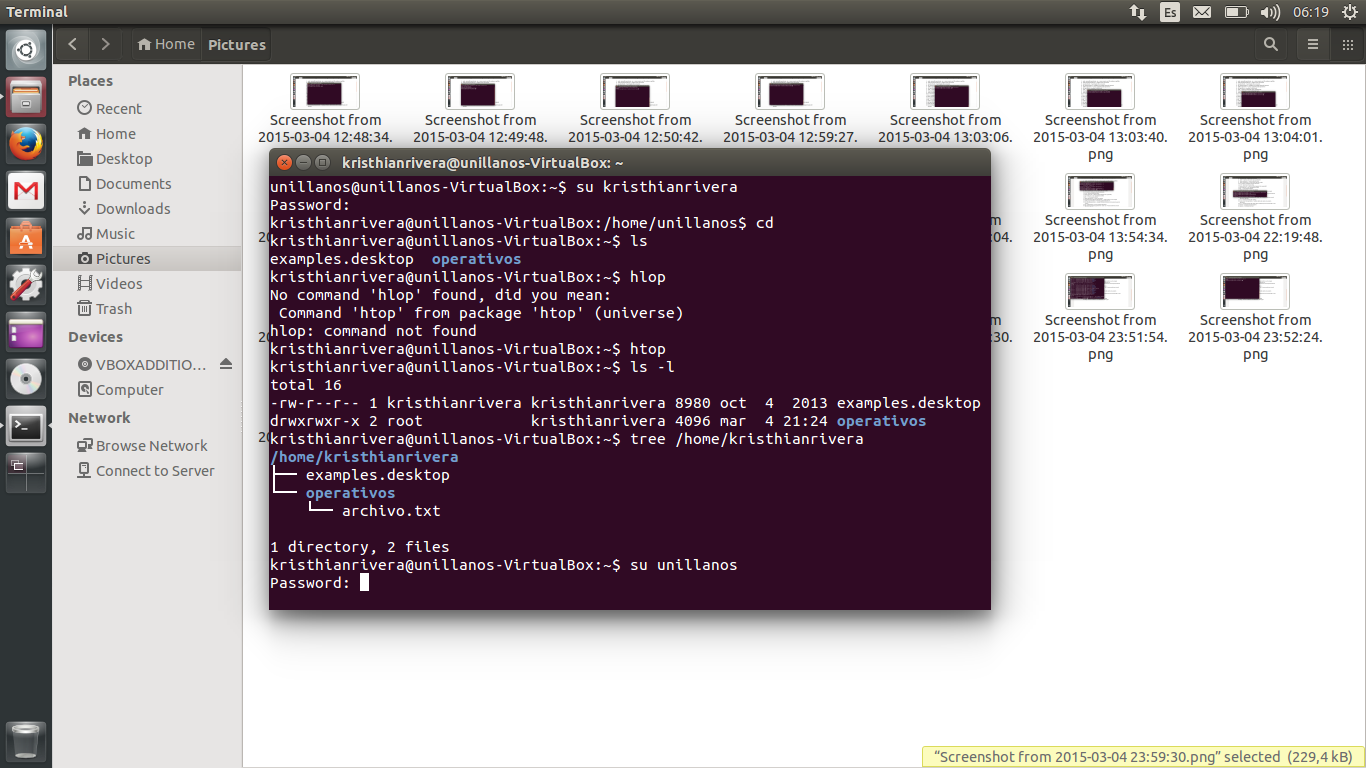 Terminal
Es
06:19
Home
Pictures
Places
Recent
Home
Desktop
Documents
Downloads
Music
Pictures
Videos
Trash
Devices
VBOXADDITIO...
Computer
Network
Browse Network
Connect to Server
Screenshot from
2015-03-04 12:48:34.
Screenshot from
2015-03-04 12:49:48.
Screenshot from
2015-03-04 12:50:42.
Screenshot from
2015-03-04 12:59:27.
Screenshot from
2015-03-04 13:03:06.
Screenshot from
2015-03-04 13:03:40.
png
Screenshot from
2015-03-04 13:04:01.
png
Screenshot from
2015-03-04 13:54:34.
png
Screenshot from
2015-03-04 22:19:48.
png
Screenshot from
2015-03-04 23:51:54.
png
Screenshot from
2015-03-04 23:52:24.
png
kristhianrivera@unillanos-VirtualBox: ~
unillanos@unillanos-VirtualBox:~$ su kristhianrivera
Password:
kristhianrivera@unillanos-VirtualBox:/home/unillanos$ cd
kristhianrivera@unillanos-VirtualBox:~$ ls
examples.desktop  operativos
kristhianrivera@unillanos-VirtualBox:~$ hlop
No command 'hlop' found, did you mean:
 Command 'htop' from package 'htop' (universe)
hlop: command not found
kristhianrivera@unillanos-VirtualBox:~$ htop
kristhianrivera@unillanos-VirtualBox:~$ ls -l
total 16
-rw-r--r-- 1 kristhianrivera kristhianrivera 8980 oct  4  2013 examples.desktop
drwxrwxr-x 2 root            kristhianrivera 4096 mar  4 21:24 operativos
kristhianrivera@unillanos-VirtualBox:~$ tree /home/kristhianrivera
/home/kristhianrivera
├── examples.desktop
└── operativos
    └── archivo.txt
1 directory, 2 files
kristhianrivera@unillanos-VirtualBox:~$ su unillanos
Password:
“Screenshot from 2015-03-04 23:59:30.png” selected (229,4 kB)